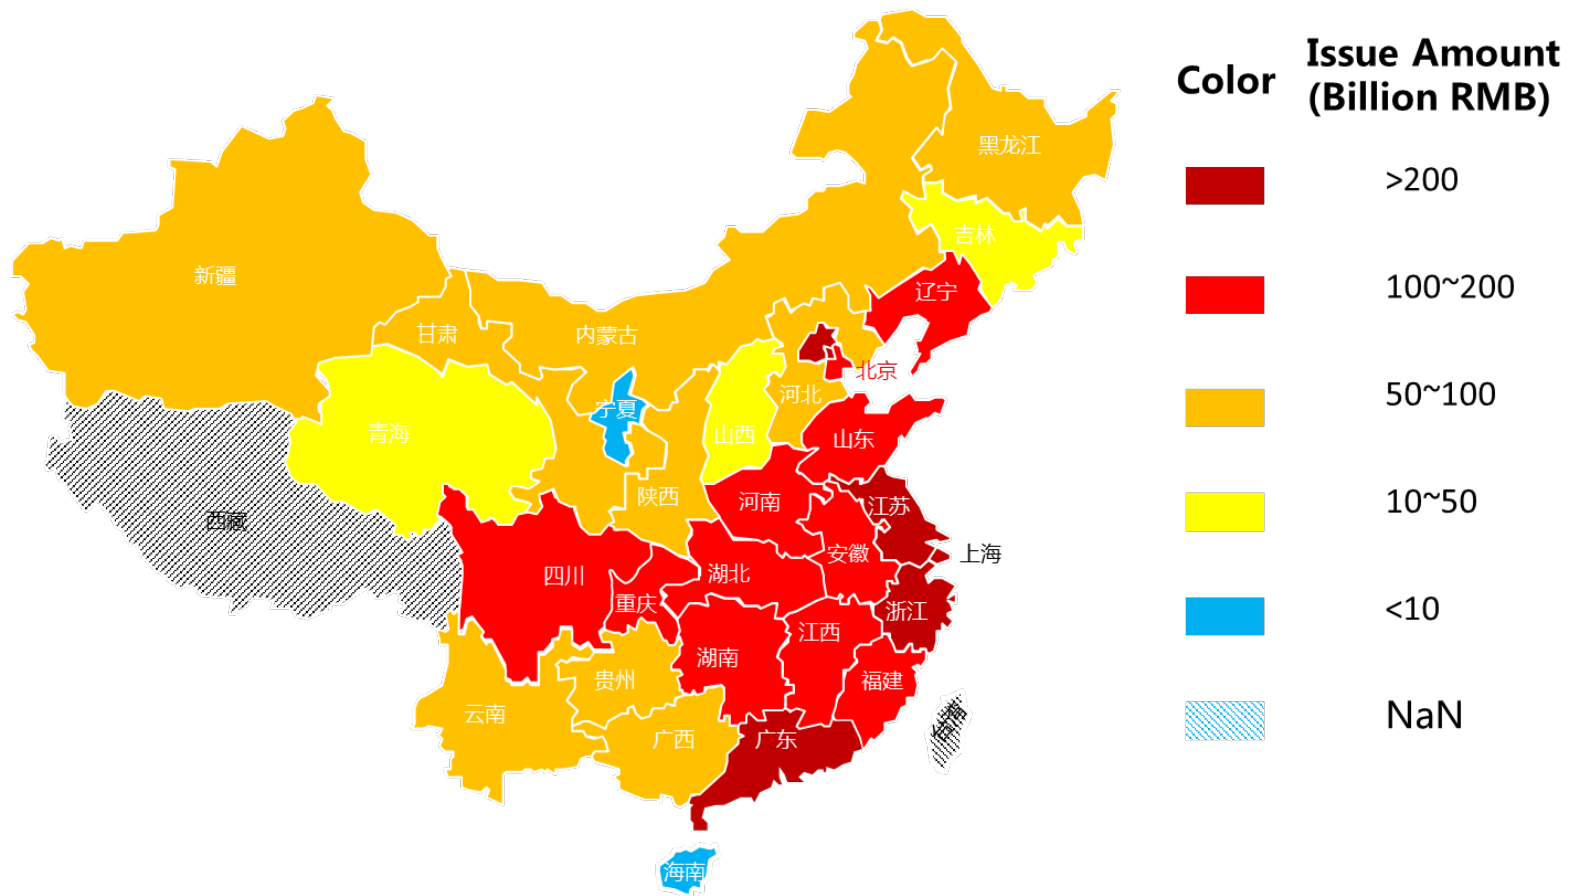 Color
Issue Amount
(Billion RMB)
>200
100~200
50~100
10~50
<10
NaN
黑龙江
吉林
辽宁
新疆
甘肃
内蒙古
北京
河北
宁夏
山西
青海
山东
陕西
河南
江苏
西藏
安徽
上海
四川
湖北
重庆
浙江
江西
湖南
贵州
福建
云南
广西
广东
台湾
海南